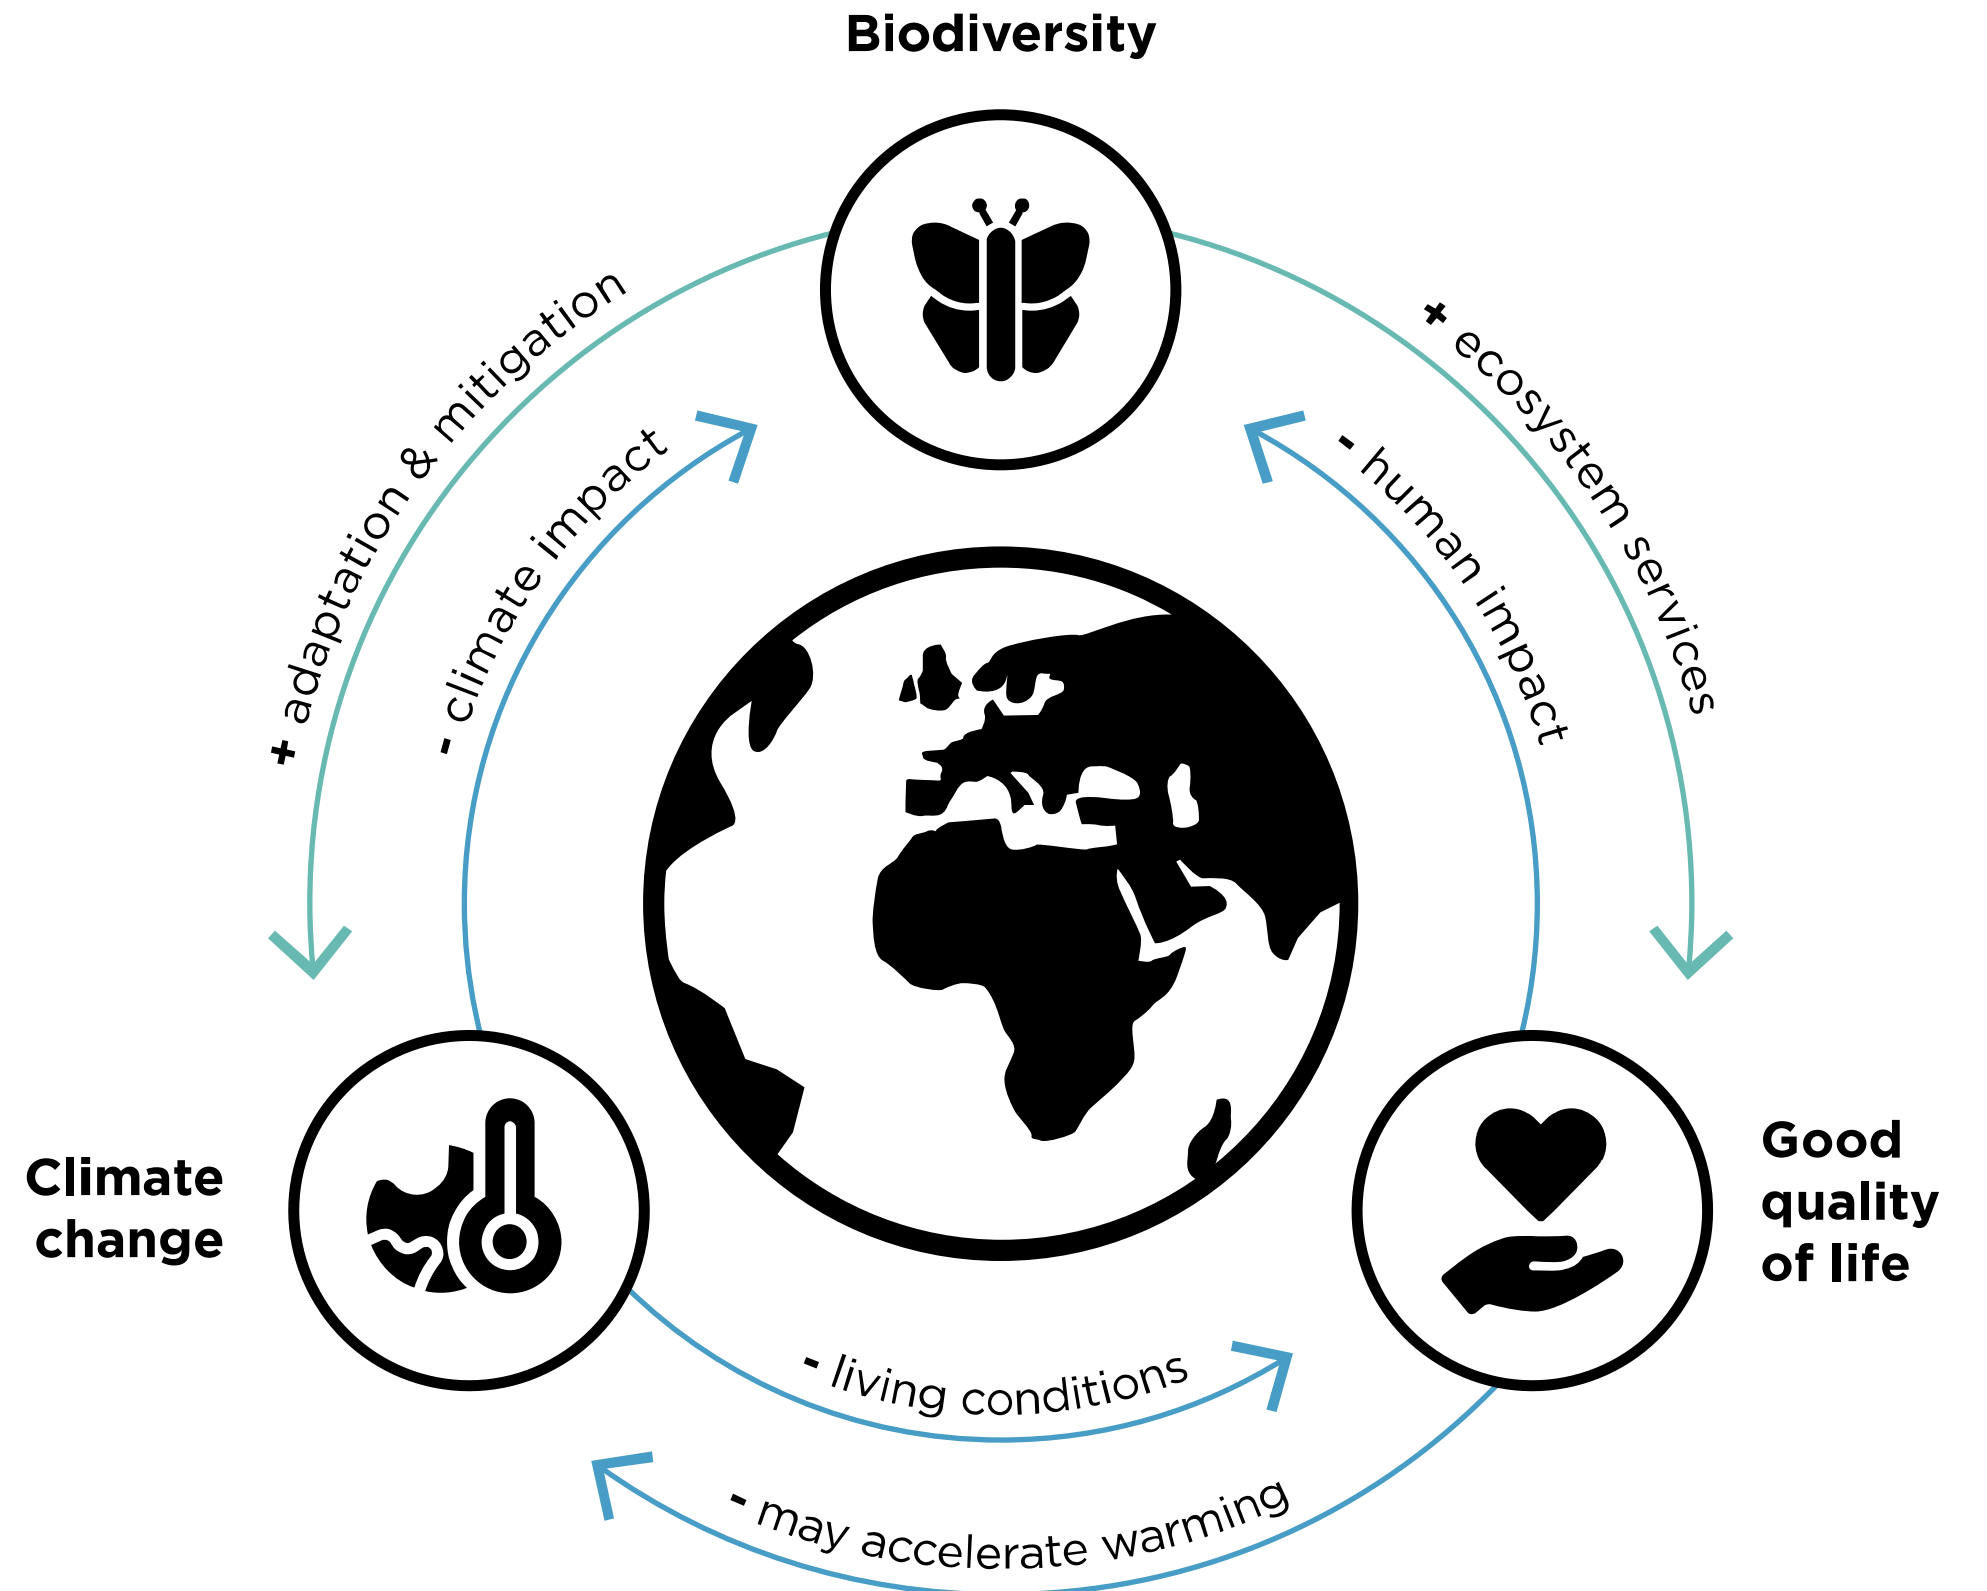 Biodiversity
+ adaptation & mitigation
- climate impact
+ ecosystem services
- human impact
Climate
change
Good
quality
of life
- living conditions
- may accelerate warming